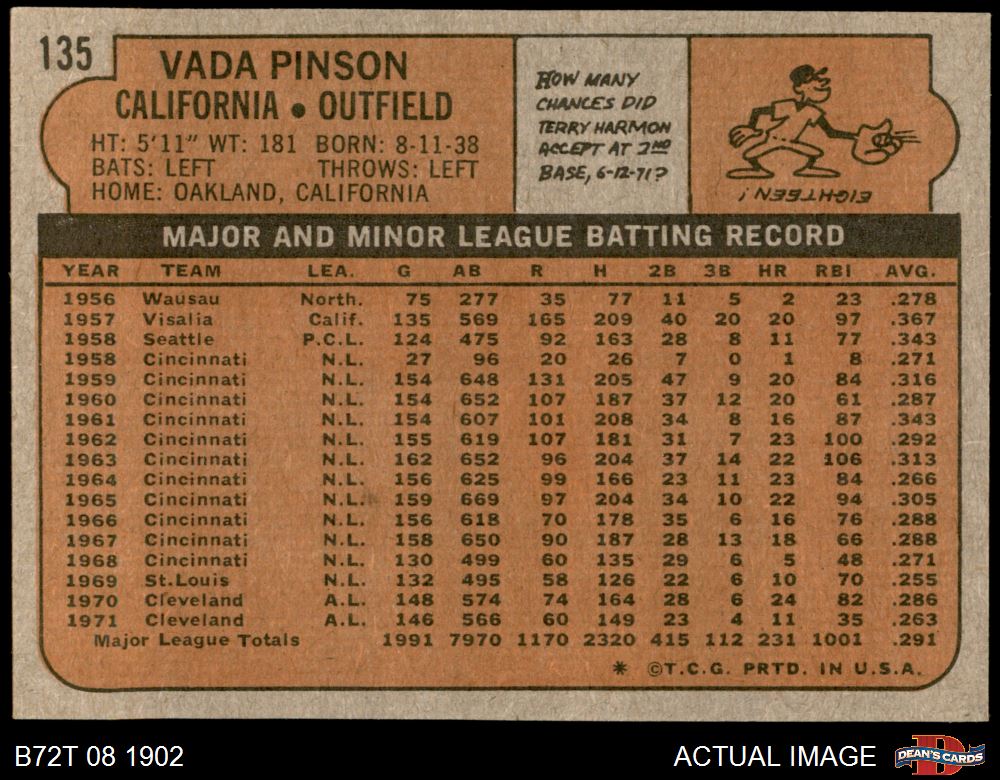 135
VADA PINSON
CALIFORNIA • OUTFIELD
HT: 5'11" WT: 181 BORN: 8-11-38
BATS: LEFT THROWS: LEFT
HOME: OAKLAND, CALIFORNIA
HOW MANY
CHANCES DID
TERRY HARMON
ACCEPT AT 2ND
BASE, 6-12-71?
EIGHTEEN!
MAJOR AND MINOR LEAGUE BATTING RECORD
YEAR TEAM LEA. G AB R H 2B 3B HR RBI AVG.
1956 Wausau North. 75 277 35 77 11 5 2 23 .278
1957 Visalia Calif. 135 569 165 209 40 20 20 97 .367
1958 Seattle P.C.L. 124 475 92 163 28 8 11 77 .343
1958 Cincinnati N.L. 27 96 20 26 7 0 1 8 .271
1959 Cincinnati N.L. 154 648 131 205 47 9 20 84 .316
1960 Cincinnati N.L. 154 652 107 187 37 12 20 61 .287
1961 Cincinnati N.L. 154 607 101 208 34 8 16 87 .343
1962 Cincinnati N.L. 155 619 107 181 31 7 23 100 .292
1963 Cincinnati N.L. 162 652 96 204 37 14 22 106 .313
1964 Cincinnati N.L. 156 625 99 166 23 11 23 84 .266
1965 Cincinnati N.L. 159 669 97 204 34 10 22 94 .305
1966 Cincinnati N.L. 156 618 70 178 35 6 16 76 .288
1967 Cincinnati N.L. 158 650 90 187 28 13 18 66 .288
1968 Cincinnati N.L. 130 499 60 135 29 6 5 48 .271
1969 St.Louis N.L. 132 495 58 126 22 6 10 70 .255
1970 Cleveland A.L. 148 574 74 164 28 6 24 82 .286
1971 Cleveland A.L. 146 566 60 149 23 4 11 35 .263
Major League Totals 1991 7970 1170 2320 415 112 231 1001 .291
* ©T.C.G. PRTD. IN U.S.A.
B72T 08 1902
ACTUAL IMAGE
D
DEAN'S CARDS